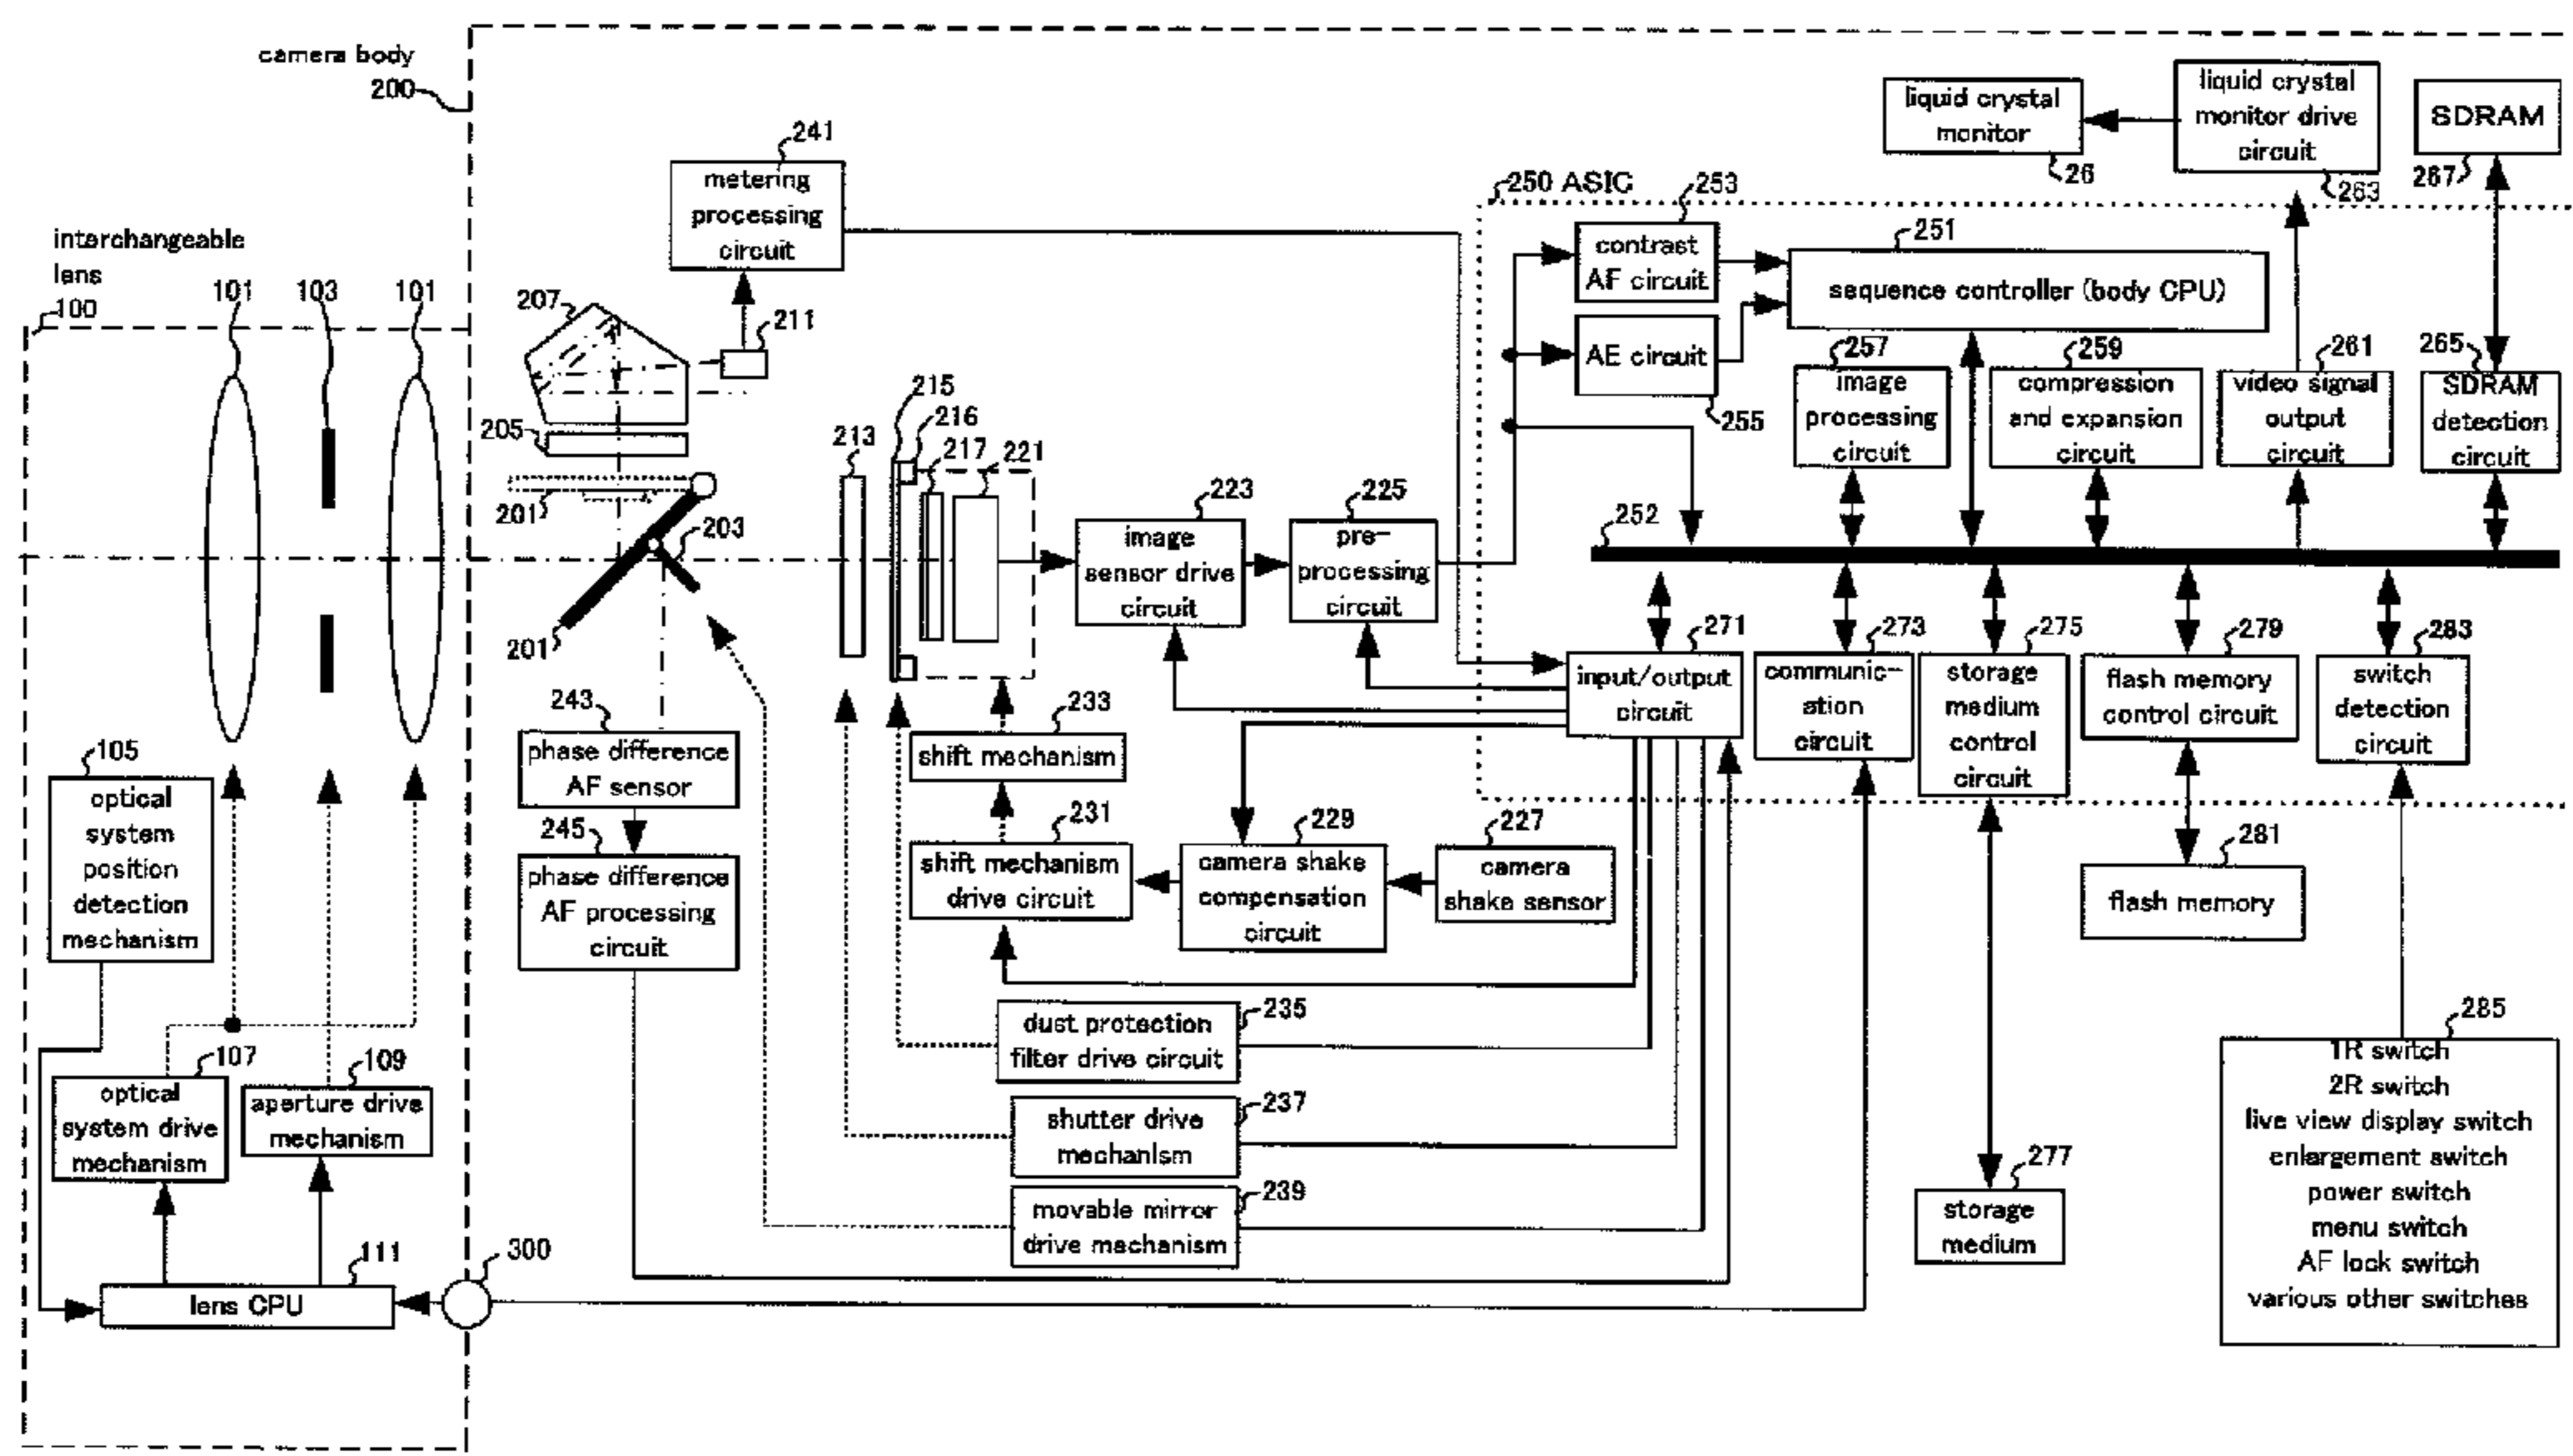 camera body
200
interchangeable
lens
100
101
103
101
105
optical
system
position
detection
mechanism
107
optical
system drive
mechanism
109
aperture drive
mechanism
111
lens CPU
300
241
metering
processing
circuit
207
211
205
201
203
201
213
215
216
217
221
223
image
sensor drive
circuit
225
pre-
processing
circuit
243
phase difference
AF sensor
245
phase difference
AF processing
circuit
233
shift mechanism
231
shift mechanism
drive circuit
229
camera shake
compensation
circuit
227
camera
shake sensor
235
dust protection
filter drive circuit
237
shutter drive
mechanism
239
movable mirror
drive mechanism
250 ASIC
253
contrast
AF circuit
AE circuit
255
251
sequence controller (body CPU)
257
image
processing
circuit
259
compression
and expansion
circuit
261
video signal
output
circuit
265
SDRAM
detection
circuit
liquid crystal
monitor
26
liquid crystal
monitor drive
circuit
263
SDRAM
267
252
271
input/output
circuit
273
communic-
ation
circuit
275
storage
medium
control
circuit
279
flash memory
control circuit
283
switch
detection
circuit
281
flash memory
277
storage
medium
285
1R switch
2R switch
live view display switch
enlargement switch
power switch
menu switch
AF lock switch
various other switches